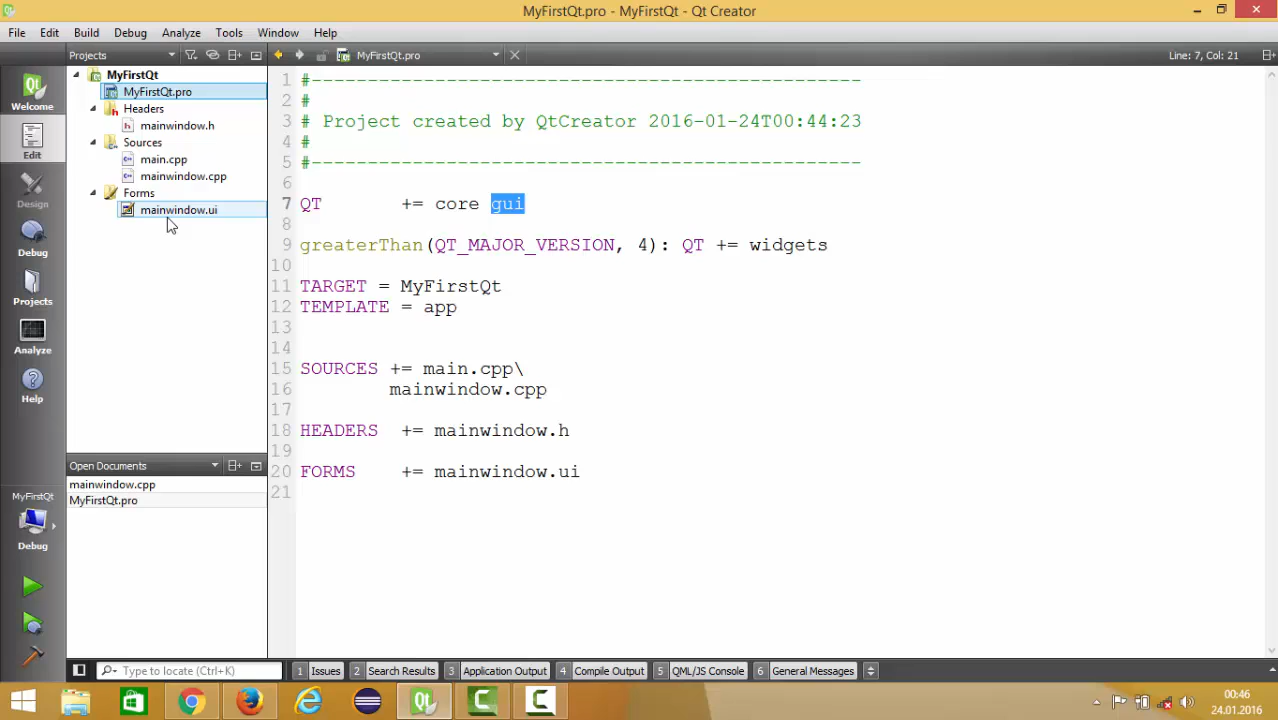 MyFirstQt.pro - MyFirstQt - Qt Creator
File Edit Build Debug Analyze Tools Window Help
Projects
MyFirstQt.pro
Line: 7, Col: 21
Welcome
Edit
Design
Debug
Projects
Analyze
Help
MyFirstQt
Debug
MyFirstQt
MyFirstQt.pro
Headers
mainwindow.h
Sources
main.cpp
mainwindow.cpp
Forms
mainwindow.ui
Open Documents
mainwindow.cpp
MyFirstQt.pro
1 #-------------------------------------------------
2 #
3 # Project created by QtCreator 2016-01-24T00:44:23
4 #
5 #-------------------------------------------------
6
7 QT += core gui
8
9 greaterThan(QT_MAJOR_VERSION, 4): QT += widgets
10
11 TARGET = MyFirstQt
12 TEMPLATE = app
13
14
15 SOURCES += main.cpp\
16 mainwindow.cpp
17
18 HEADERS += mainwindow.h
19
20 FORMS += mainwindow.ui
21
Type to locate (Ctrl+K)
1 Issues 2 Search Results 3 Application Output 4 Compile Output 5 QML/JS Console 6 General Messages
00:46
24.01.2016